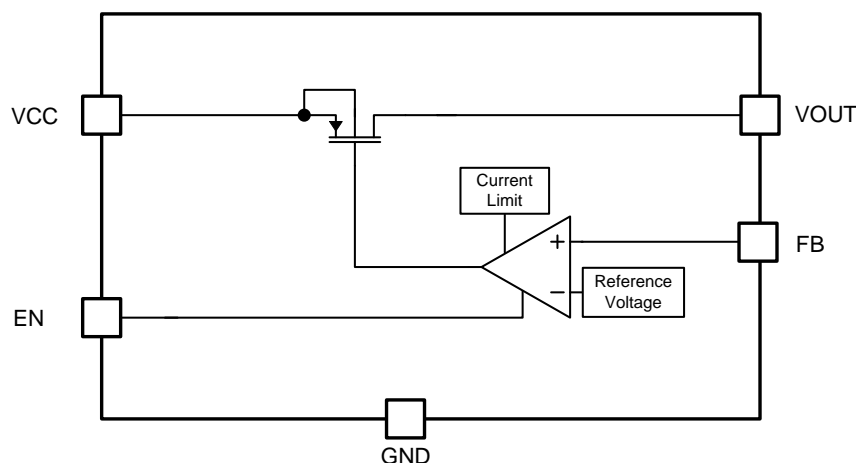 VCC
VOUT
Current
Limit
+
FB
−
Reference
Voltage
EN
GND